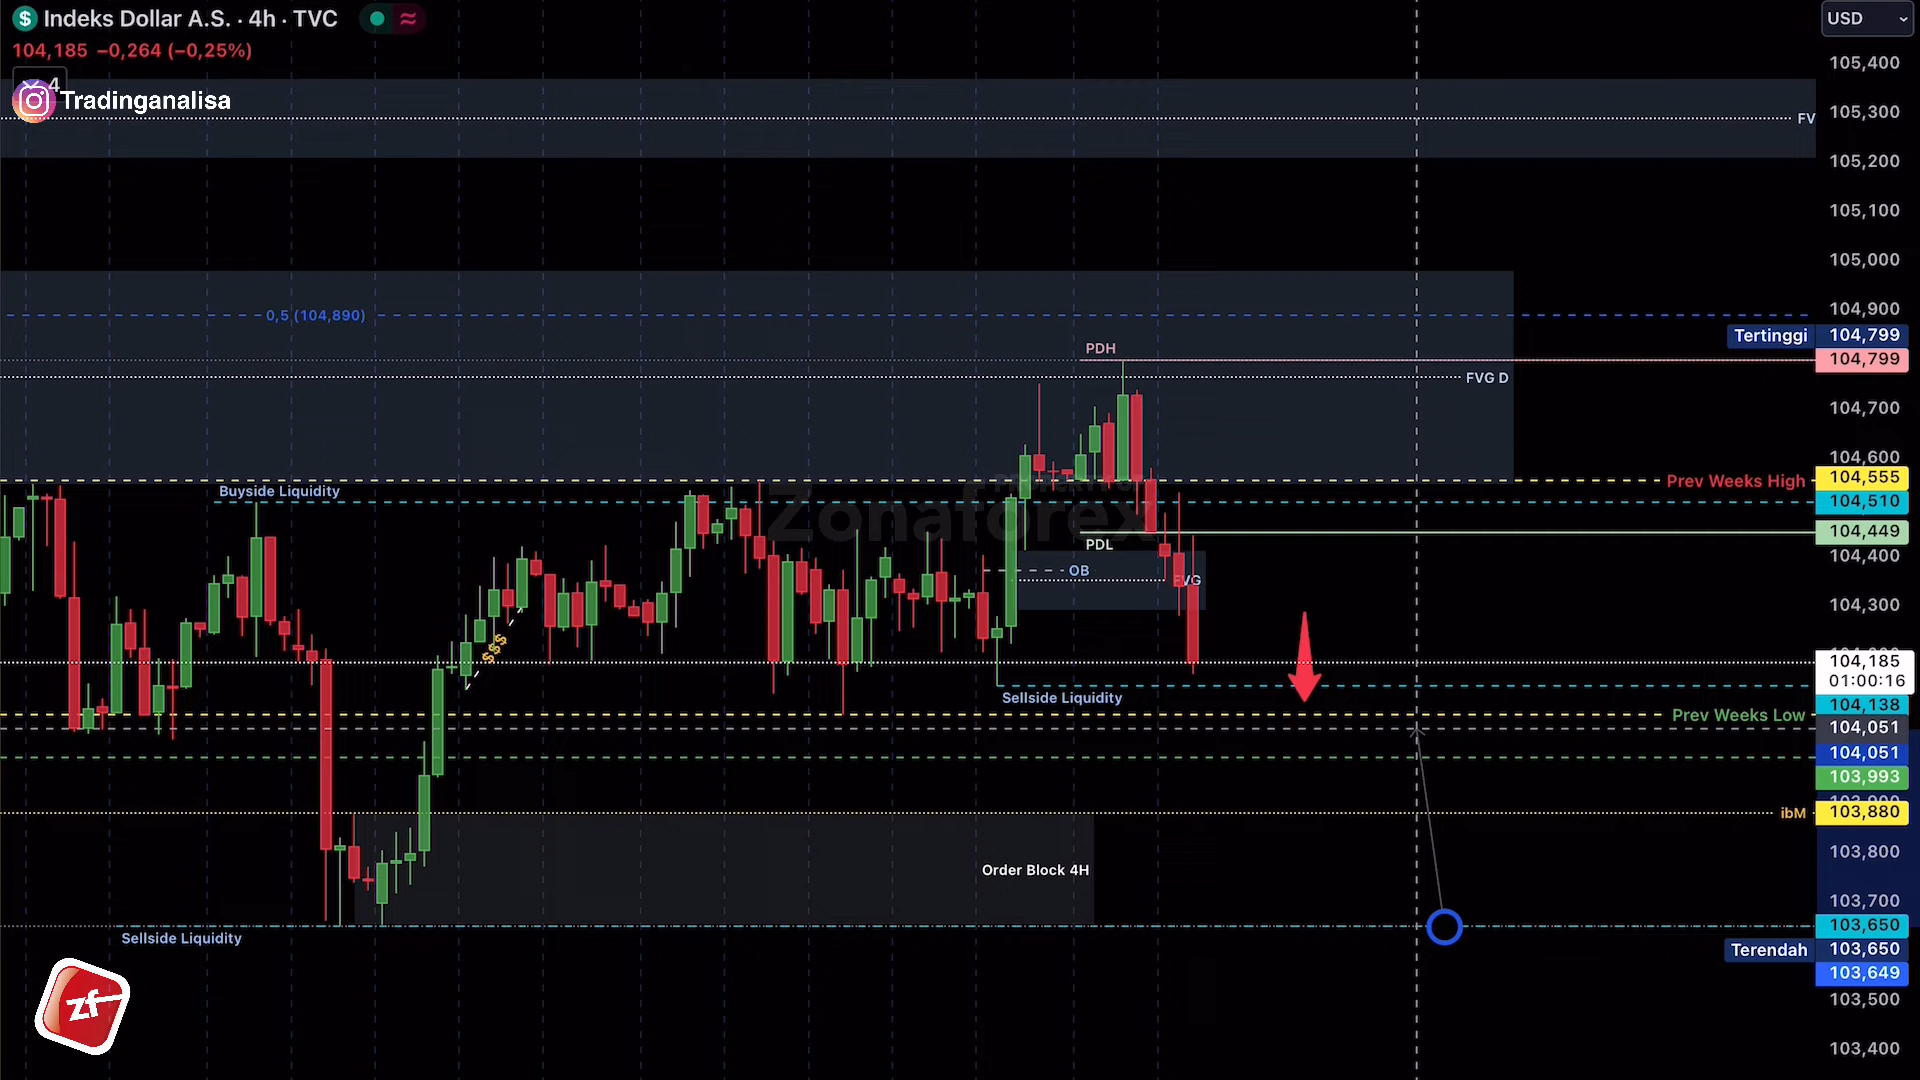 Indeks Dollar A.S. · 4h · TVC
USD
104,185 −0,264 (−0,25%)
4
Tradinganalisa
105,400
105,300
FV
105,200
105,100
105,000
104,900
0,5 (104,890)
Tertinggi 104,799
PDH
104,799
FVG D
104,700
104,600
Prev Weeks High 104,555
Buyside Liquidity
104,510
Zonaforex
104,449
PDL
104,400
OB
FVG
104,300
104,185
01:00:16
Sellside Liquidity
104,138
Prev Weeks Low
104,051
104,051
103,993
ibM 103,880
103,800
Order Block 4H
103,700
103,650
Sellside Liquidity
Terendah 103,650
103,649
zf
103,500
103,400